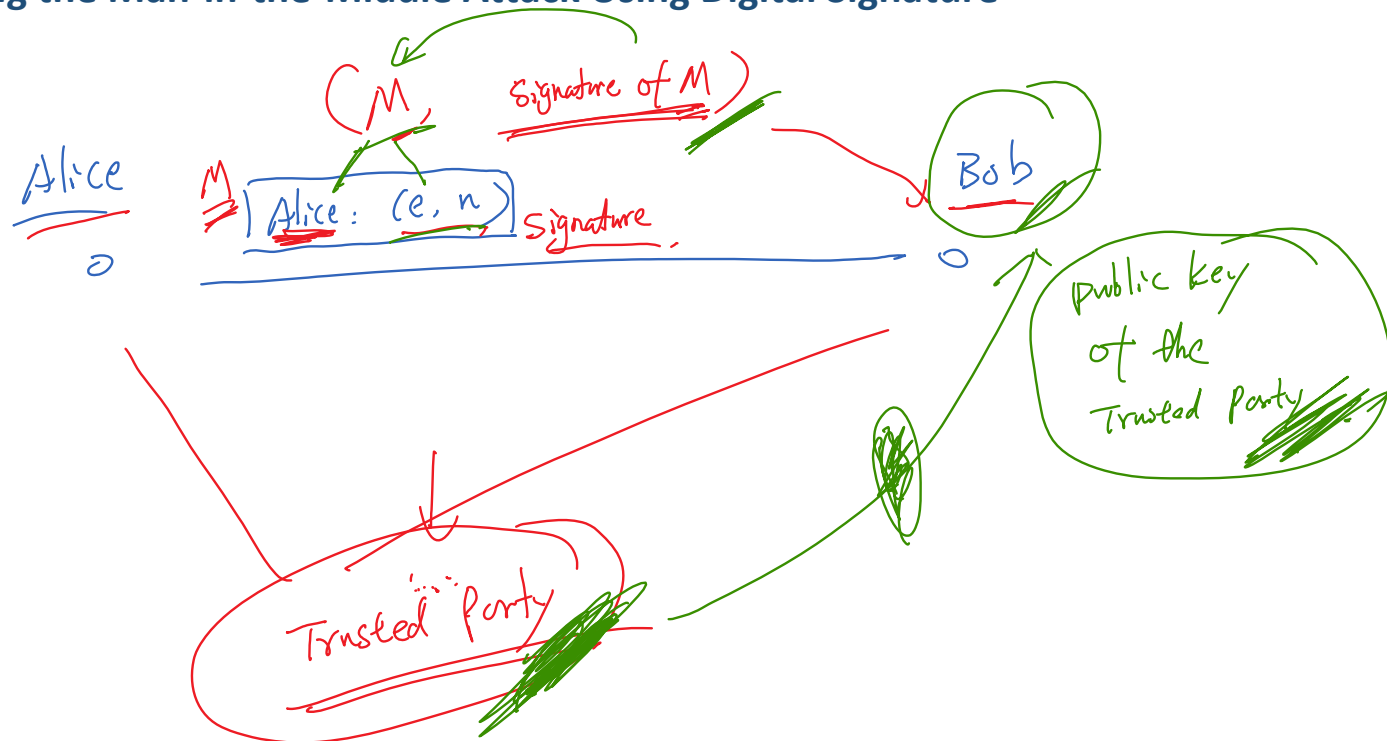 ng the Man-in-the-Middle Attack Using Digital Signature
(M, Signature of M)
Alice
M
Alice: (e, n)
Signature
Bob
public key
of the
Trusted Party
Trusted Party